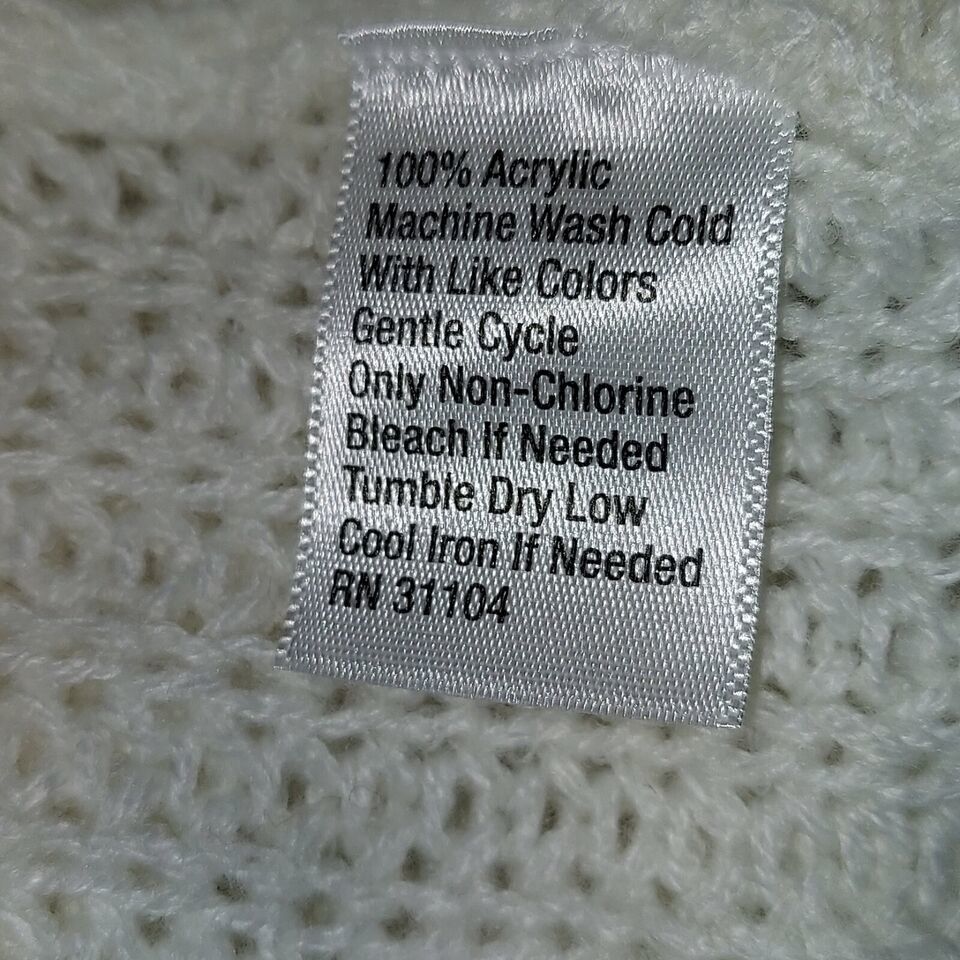 100% Acrylic
Machine Wash Cold
With Like Colors
Gentle Cycle
Only Non-Chlorine
Bleach If Needed
Tumble Dry Low
Cool Iron If Needed
RN 31104